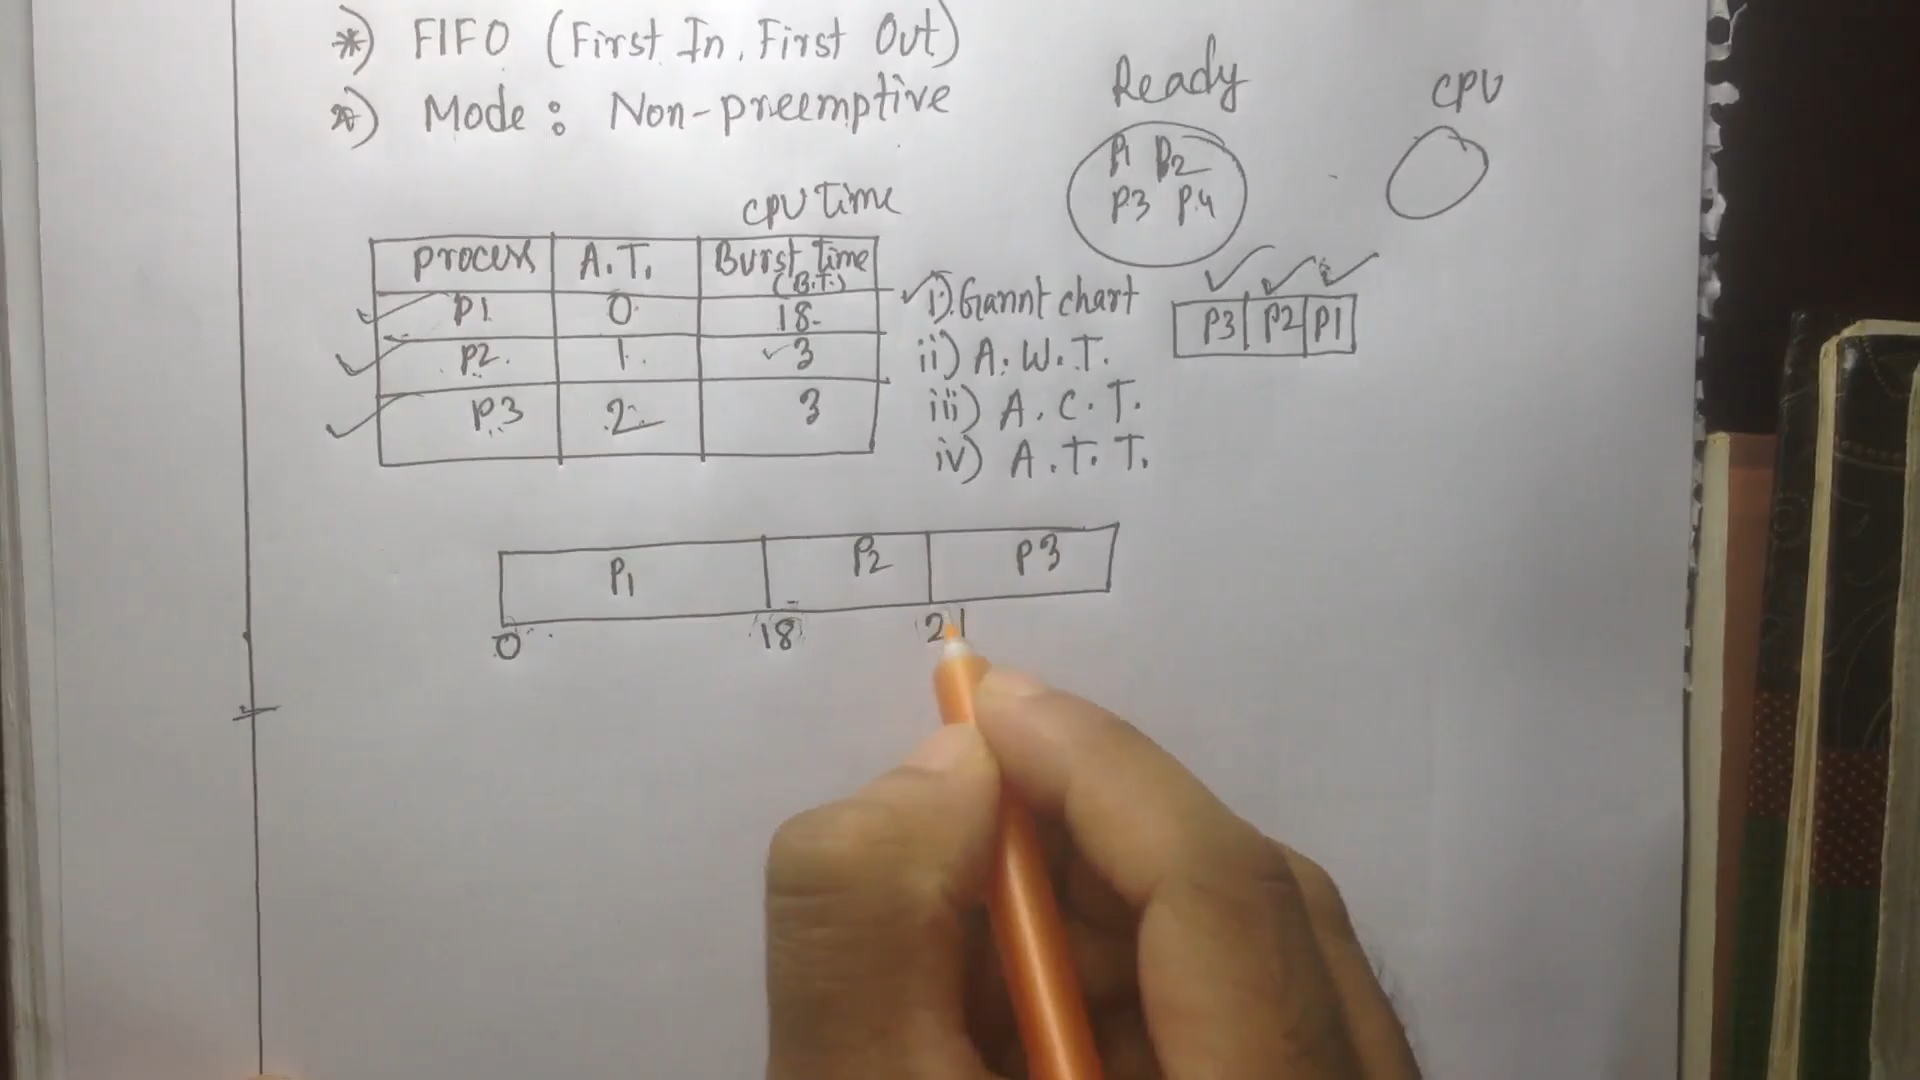 *) FIFO (First In, First Out)
*) Mode : Non-preemptive
Ready
CPU
P1 P2
P3 P4
CPU Time
Process A.T. Burst time
(B.T.)
P1 0 18
P2 1 3
P3 2 3
i) Gannt chart
ii) A.W.T.
iii) A.C.T.
iv) A.T.T.
P3 P2 P1
P1 P2 P3
0 18 21